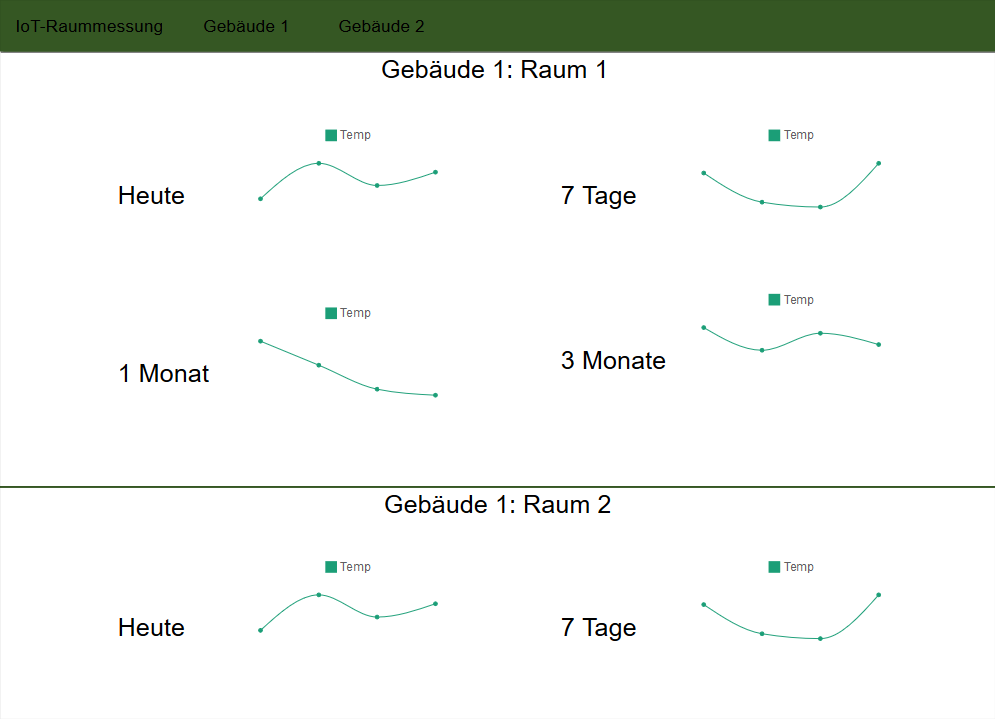 IoT-Raummessung Gebäude 1 Gebäude 2
Gebäude 1: Raum 1
Temp
Heute
Temp
7 Tage
Temp
1 Monat
Temp
3 Monate
Gebäude 1: Raum 2
Temp
Heute
Temp
7 Tage